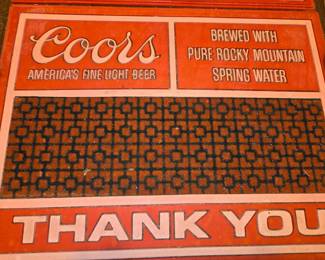 Coors
AMERICA'S FINE LIGHT BEER
BREWED WITH
PURE ROCKY MOUNTAIN
SPRING WATER
THANK YOU